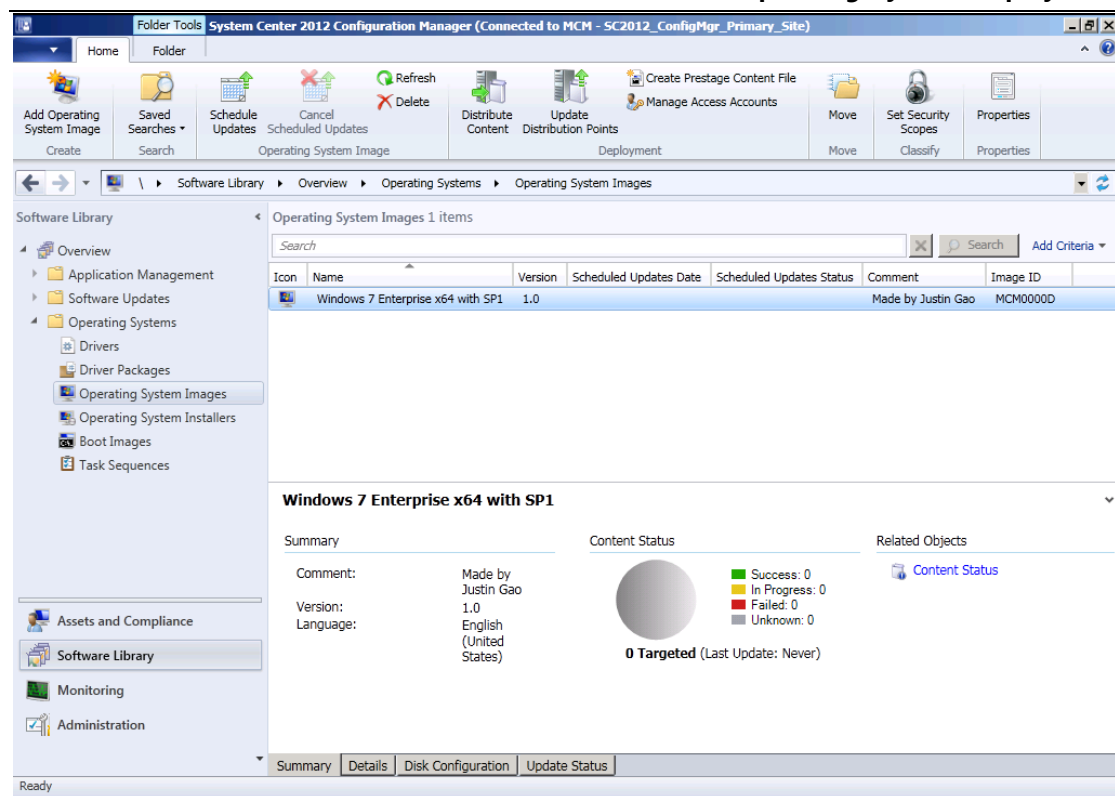 Folder Tools System Center 2012 Configuration Manager (Connected to MCM - SC2012_ConfigMgr_Primary_Site)
Home Folder
Add Operating System Image
Saved Searches
Schedule Updates
Cancel Scheduled Updates
Refresh
Delete
Distribute Content
Update Distribution Points
Create Prestage Content File
Manage Access Accounts
Move
Set Security Scopes
Properties
Create Search Operating System Image Deployment Move Classify Properties
\ Software Library Overview Operating Systems Operating System Images
Software Library
Overview
Application Management
Software Updates
Operating Systems
Drivers
Driver Packages
Operating System Images
Operating System Installers
Boot Images
Task Sequences
Assets and Compliance
Software Library
Monitoring
Administration
Operating System Images 1 items
Search Search Add Criteria
Icon Name Version Scheduled Updates Date Scheduled Updates Status Comment Image ID
Windows 7 Enterprise x64 with SP1 1.0 Made by Justin Gao MCM0000D
Windows 7 Enterprise x64 with SP1
Summary
Comment: Made by Justin Gao
Version: 1.0
Language: English (United States)
Content Status
Success: 0
In Progress: 0
Failed: 0
Unknown: 0
0 Targeted (Last Update: Never)
Related Objects
Content Status
Summary Details Disk Configuration Update Status
Ready